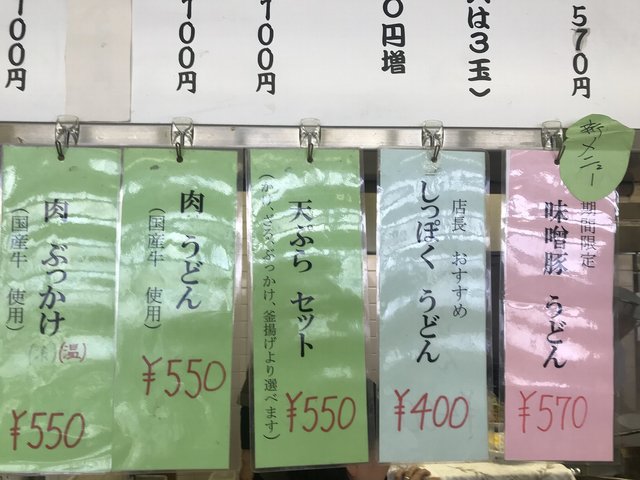 570円
は3玉)
0円増
100円
100円
100円
新メニュー
期間限定
味噌豚 うどん
¥570
店長 おすすめ
しっぽく うどん
¥400
天ぷら セット
(かけ、ざる、ぶっかけ、釜揚げより選べます)
¥550
肉 うどん
(国産牛 使用)
¥550
肉 ぶっかけ
(温)
(国産牛 使用)
¥550